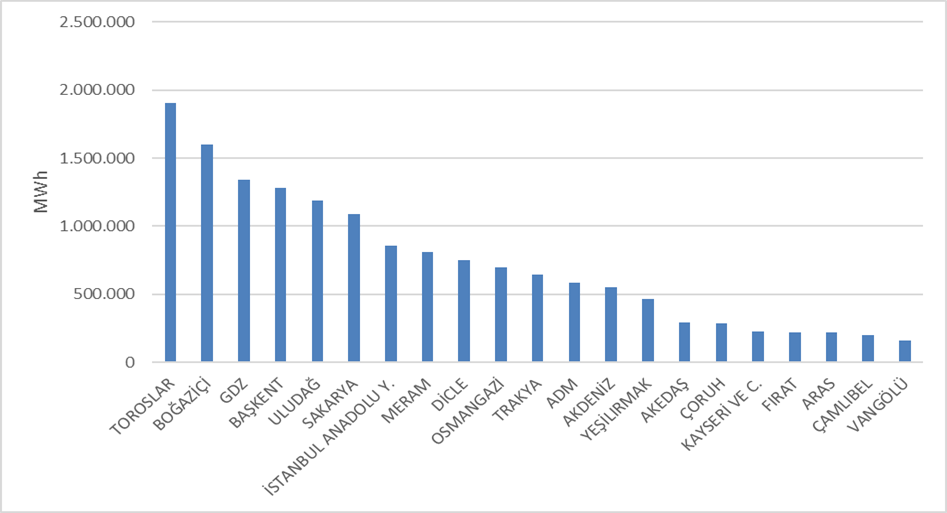 2.500.000
2.000.000
1.500.000
1.000.000
500.000
0
MWh
TOROSLAR
BOĞAZİÇİ
GDZ
BAŞKENT
ULUDAĞ
SAKARYA
İSTANBUL ANADOLU Y.
MERAM
DİCLE
OSMANGAZİ
TRAKYA
ADM
AKDENİZ
YEŞİLIRMAK
AKEDAŞ
ÇORUH
KAYSERİ VE C.
FIRAT
ARAS
ÇAMLIBEL
VANGÖLÜ